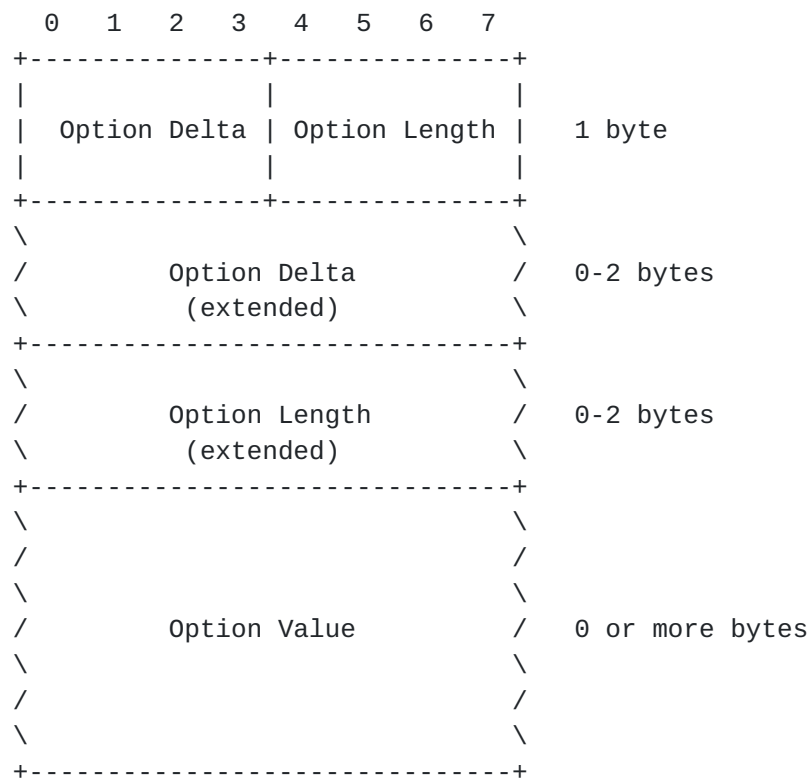 0   1   2   3   4   5   6   7
+---------------+---------------+
|               |               |
|  Option Delta | Option Length |   1 byte
|               |               |
+---------------+---------------+
\                               \
/         Option Delta          /   0-2 bytes
\          (extended)           \
+-------------------------------+
\                               \
/         Option Length         /   0-2 bytes
\          (extended)           \
+-------------------------------+
\                               \
/                               /
\                               \
/         Option Value          /   0 or more bytes
\                               \
/                               /
\                               \
+-------------------------------+